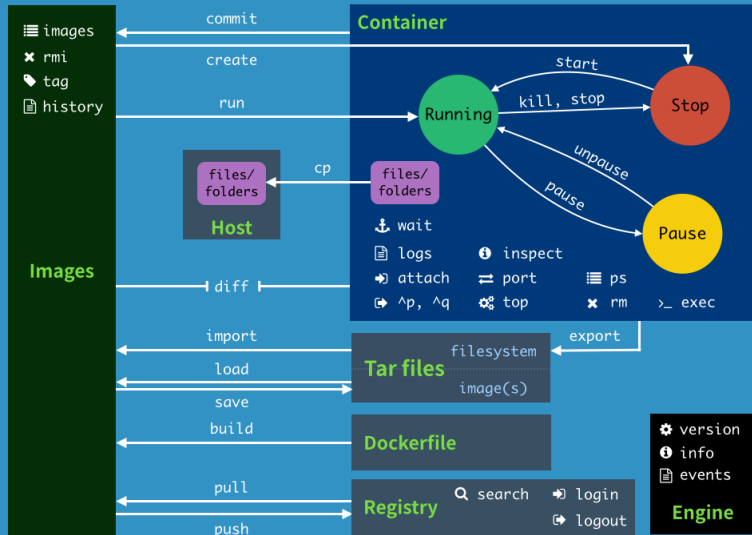 images
rmi
tag
history
Images
commit
create
run
Container
start
Running
kill, stop
Stop
unpause
pause
Pause
files/
folders
cp
files/
folders
Host
wait
logs
inspect
attach
port
ps
^p, ^q
top
rm
>_ exec
diff
import
export
filesystem
Tar files
load
image(s)
save
build
Dockerfile
version
info
events
Engine
pull
Registry
search
login
logout
push